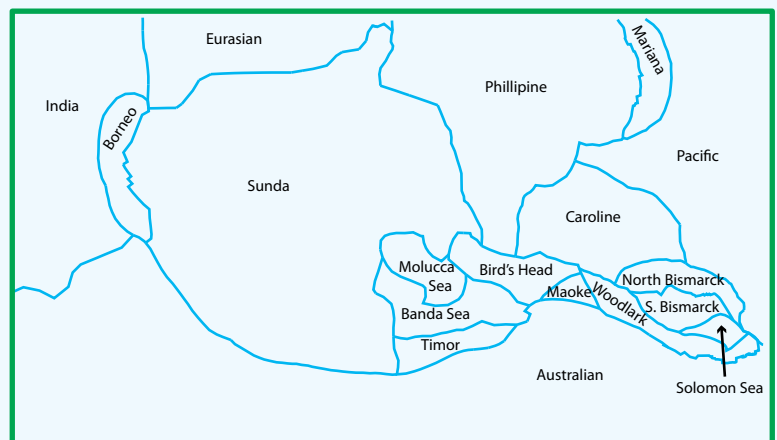 Eurasian
Mariana
Phillipine
India
Borneo
Pacific
Sunda
Caroline
Molucca
Sea
Bird's Head
North Bismarck
Maoke
Woodlark
S. Bismarck
Banda Sea
Timor
Australian
Solomon Sea